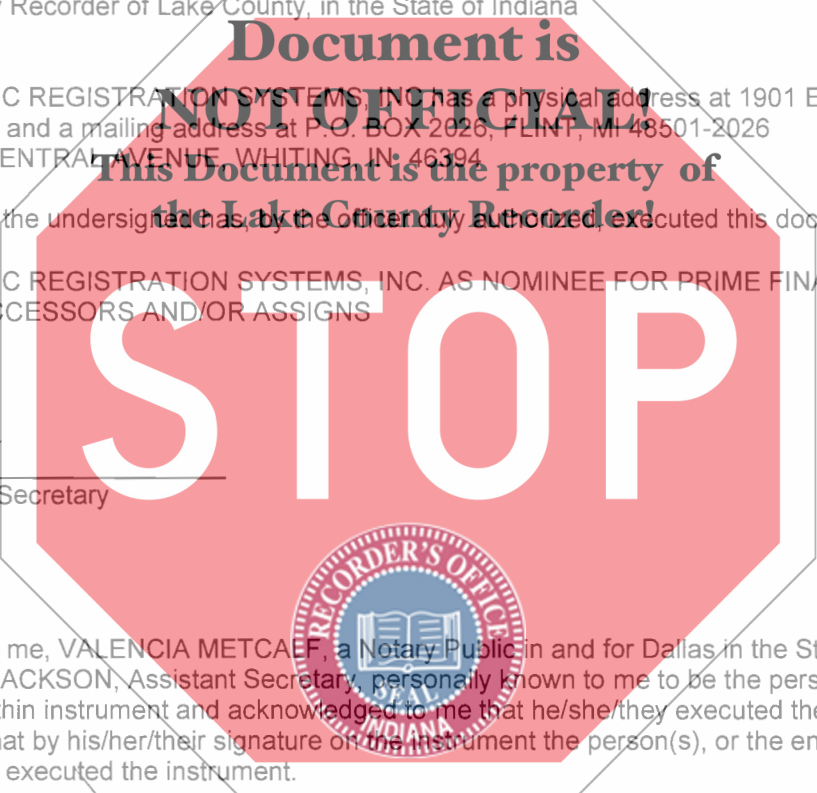 Recorder of Lake County, in the State of Indiana
Document is
C REGISTRATION SYSTEMS, INC has a physical address at 1901 E
NOT OFFICIAL!
and a mailing address at P.O. BOX 2026, FLINT, MI 48501-2026
ENTRAL AVENUE, WHITING, IN 46394
This Document is the property of
the undersigned has, by the officer duly authorized, executed this doc
the Lake County Recorder!
C REGISTRATION SYSTEMS, INC. AS NOMINEE FOR PRIME FINA
CCESSORS AND/OR ASSIGNS
STOP
Secretary
RECORDER'S OFFICE
me, VALENCIA METCALF, a Notary Public in and for Dallas in the St
ACKSON, Assistant Secretary, personally known to me to be the pers
SEAL
hin instrument and acknowledged to me that he/she/they executed the
INDIANA
hat by his/her/their signature on the instrument the person(s), or the en
executed the instrument.